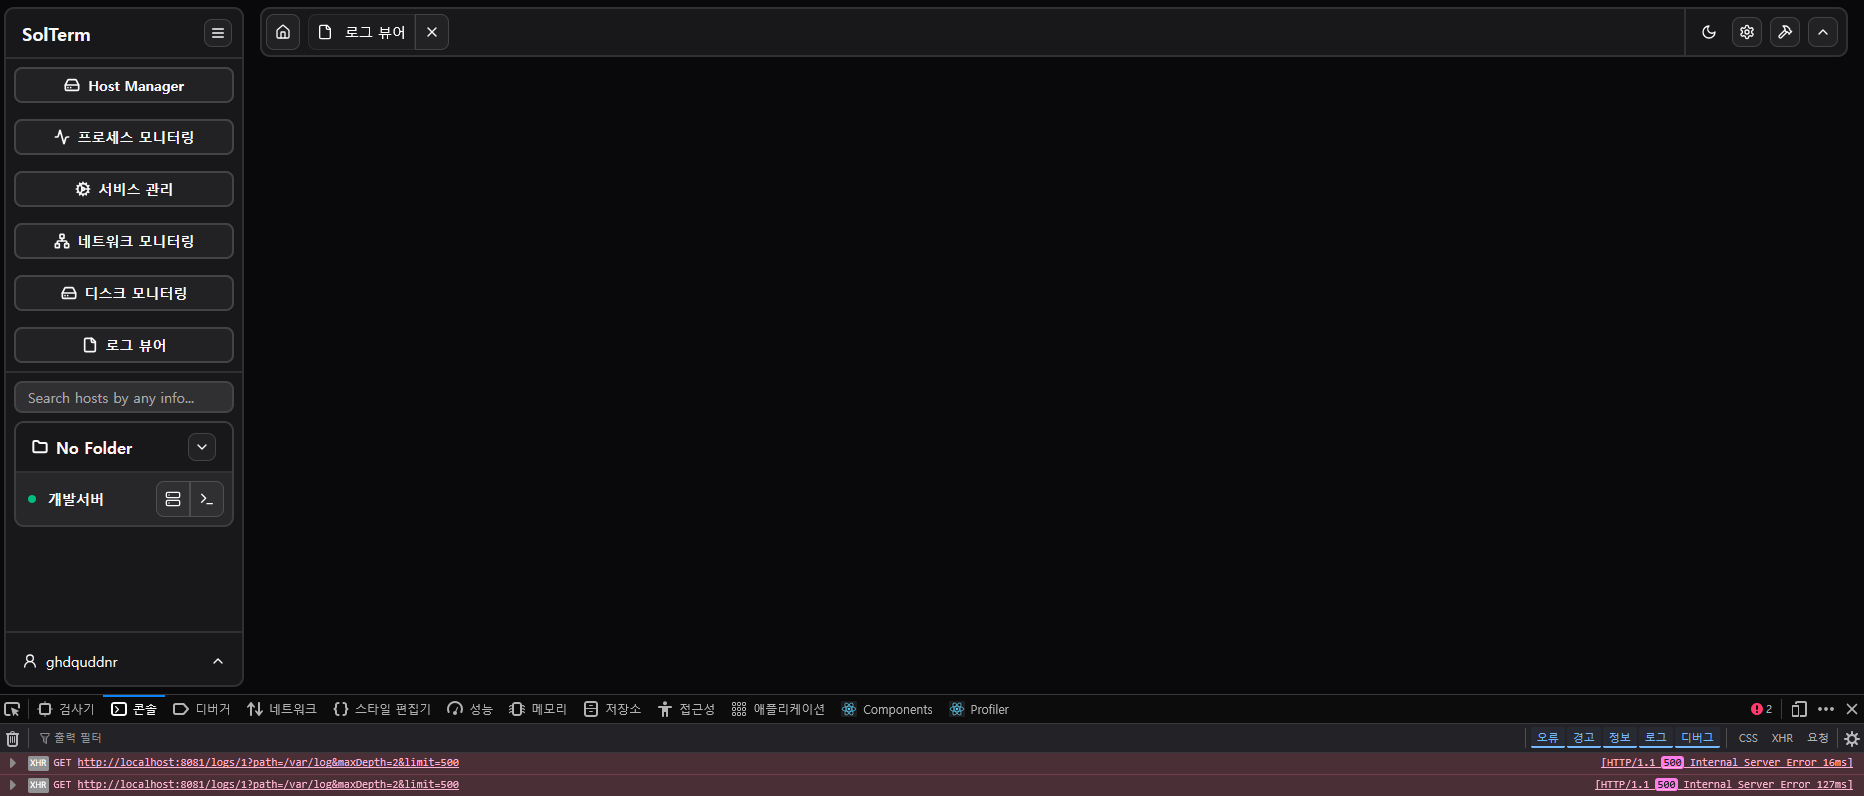 SolTerm
로그 뷰어
Host Manager
프로세스 모니터링
서비스 관리
네트워크 모니터링
디스크 모니터링
로그 뷰어
Search hosts by any info...
No Folder
개발서버
ghdquddnr
검사기 콘솔 디버거 네트워크 스타일 편집기 성능 메모리 저장소 접근성 애플리케이션 Components Profiler 2
출력 필터 오류 경고 정보 로그 디버그 CSS XHR 요청
XHR GET http://localhost:8081/logs/1?path=/var/log&maxDepth=2&limit=500 [HTTP/1.1 500 Internal Server Error 16ms]
XHR GET http://localhost:8081/logs/1?path=/var/log&maxDepth=2&limit=500 [HTTP/1.1 500 Internal Server Error 127ms]